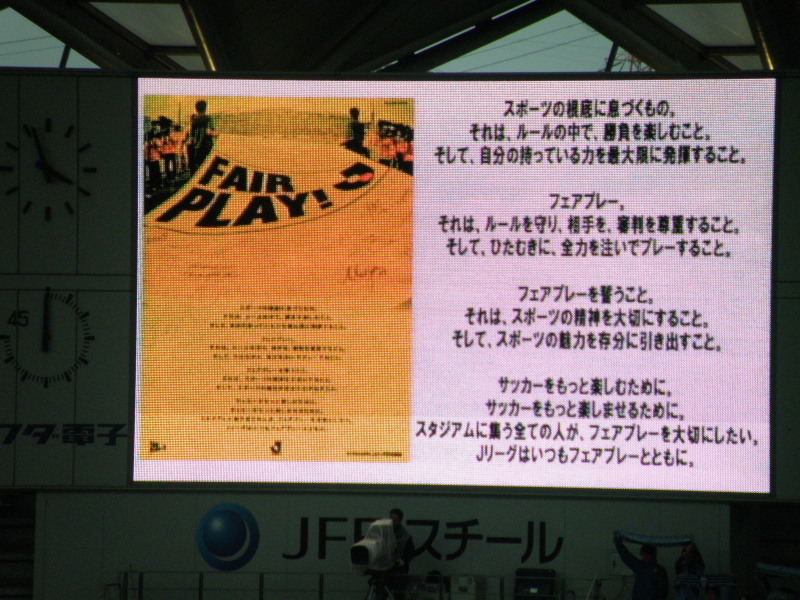 FAIR
PLAY!
スポーツの根底に息づくもの。
それは、ルールの中で、勝負を楽しむこと。
そして、自分の持っている力を最大限に発揮すること。
フェアプレー。
それは、ルールを守り、相手を、審判を尊重すること。
そして、ひたむきに、全力を注いでプレーすること。
フェアプレーを誓うこと。
それは、スポーツの精神を大切にすること。
そして、スポーツの魅力を存分に引き出すこと。
サッカーをもっと楽しむために。
サッカーをもっと楽しませるために。
スタジアムに集う全ての人が、フェアプレーを大切にしたい。
Jリーグはいつもフェアプレーとともに。
45
フダ電子
JFE スチール